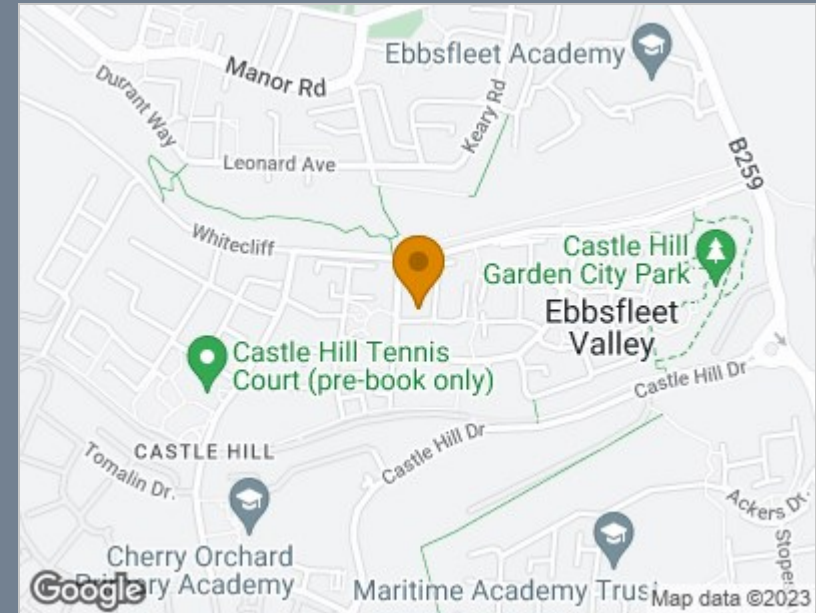 Ebbsfleet Academy
Manor Rd
Durrant Way
Keary Rd
Leonard Ave
B259
Whitecliff
Castle Hill
Garden City Park
Ebbsfleet
Valley
Castle Hill Tennis
Court (pre-book only)
Castle Hill Dr
CASTLE HILL
Castle Hill Dr
Tomalin Dr.
Ackers Dr.
Cherry Orchard
Primary Academy
Maritime Academy Trust
Google
Map data ©2023